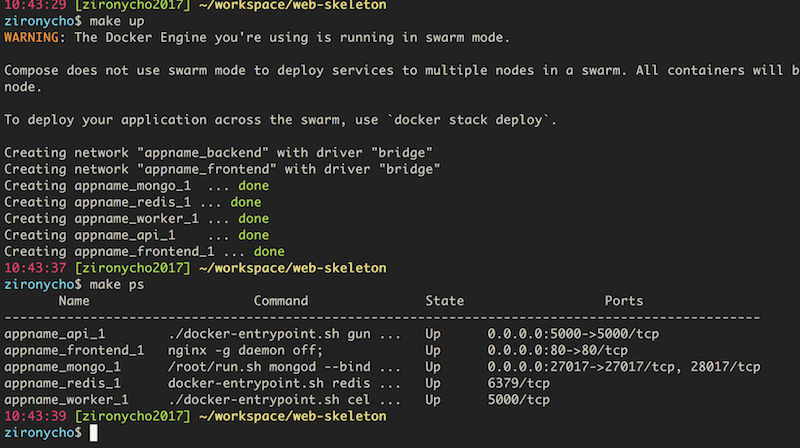 10:43:29 [zironycho2017] ~/workspace/web-skeleton
zironycho$ make up
WARNING: The Docker Engine you're using is running in swarm mode.
Compose does not use swarm mode to deploy services to multiple nodes in a swarm. All containers will b
node.
To deploy your application across the swarm, use `docker stack deploy`.
Creating network "appname_backend" with driver "bridge"
Creating network "appname_frontend" with driver "bridge"
Creating appname_mongo_1  ... done
Creating appname_redis_1 ... done
Creating appname_worker_1 ... done
Creating appname_api_1    ... done
Creating appname_frontend_1 ... done
10:43:37 [zironycho2017] ~/workspace/web-skeleton
zironycho$ make ps
Name Command State Ports
--------------------------------------------------------------------------------------------------
appname_api_1 ./docker-entrypoint.sh gun ... Up 0.0.0.0:5000->5000/tcp
appname_frontend_1 nginx -g daemon off; Up 0.0.0.0:80->80/tcp
appname_mongo_1 /root/run.sh mongod --bind ... Up 0.0.0.0:27017->27017/tcp, 28017/tcp
appname_redis_1 docker-entrypoint.sh redis ... Up 6379/tcp
appname_worker_1 ./docker-entrypoint.sh cel ... Up 5000/tcp
10:43:39 [zironycho2017] ~/workspace/web-skeleton
zironycho$